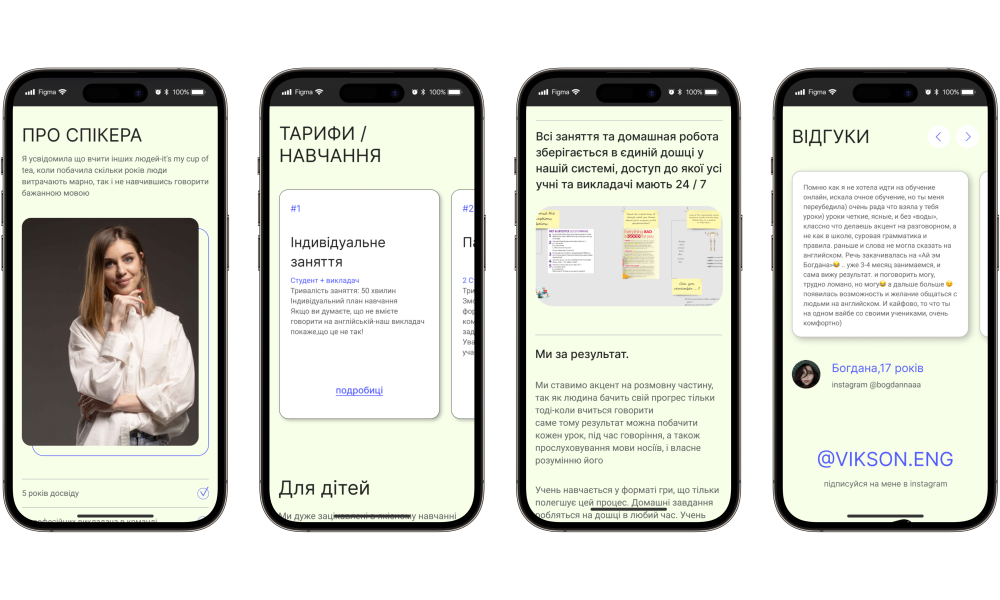 Figma
100%
ПРО СПІКЕРА
Я усвідомила що вчити інших людей-it's my cup of
tea, коли побачила скільки років люди
витрачають марно, так і не навчившись говорити
бажанною мовою
5 років досвіду
Figma
100%
ТАРИФИ /
НАВЧАННЯ
#1
Індивідуальне
заняття
Студент + викладач
Тривалість заняття: 50 хвилин
Індивідуальний план навчання
Якщо ви думаєте, що не вмієте
говорити на англійській-наш викладач
покаже,що це не так!
подробиці
#2
Для дітей
Ми дуже зацікавлені в якісному навчанні
Figma
100%
Всі заняття та домашная робота
зберігається в єдиній дошці у
нашій системі, доступ до якої усі
учні та викладачі мають 24 / 7
Ми за результат.
Ми ставимо акцент на розмовну частину,
так як людина бачить свій прогрес тільки
тоді-коли вчиться говорити
саме тому результат можна побачити
кожен урок, під час говоріння, а також
прослуховування мови носіїв, і власне
розумінню його
Учень навчається у форматі гри, що тільки
полегшує цей процес. Домашні завдання
робляться на дошці в любий час. Учень
Figma
100%
ВІДГУКИ
Помню как я не хотела идти на обучение
онлайн, искала очное обучение, но ты меня
переубедила) очень рада что взяла у тебя
уроки) уроки четкие, ясные, и без «воды»,
классно что делаешь акцент на разговорном, а
не как в школе, суровая грамматика и
правила. раньше и слова не могла сказать на
английском. Речь закачивалась на «Ай эм
Богдана»😂 .. уже 3-4 месяц занимаемся, и
сама вижу результат. и поговорить могу,
трудно ломано, но могу😂 а дальше больше 😏
появилась возможность и желание общаться с
людьми на английском. И кайфово, то что ты
на одном вайбе со своими учениками, очень
комфортно)
Богдана,17 років
instagram @bogdannaaa
@VIKSON.ENG
підписуйся на мене в instagram